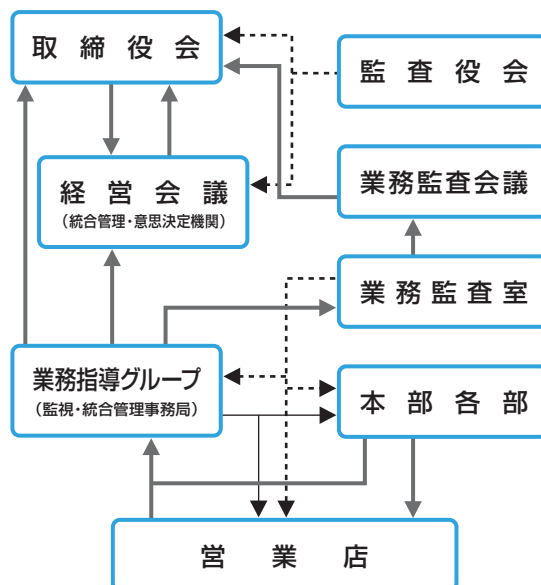 取締役会
監査役会
経営会議
(統合管理・意思決定機関)
業務監査会議
業務監査室
業務指導グループ
(監視・統合管理事務局)
本部各部
営業店